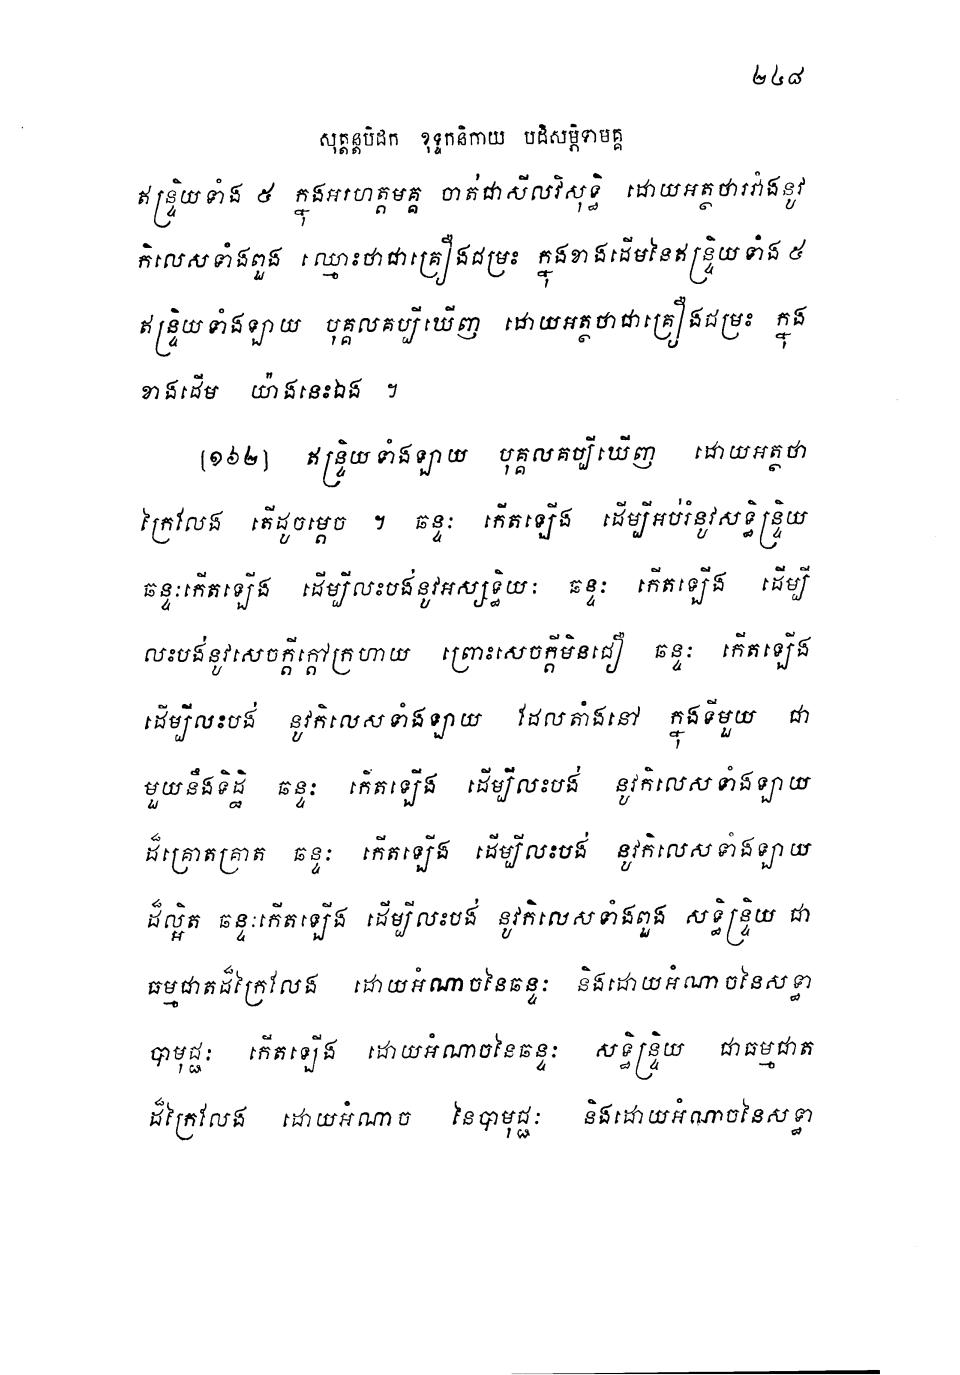 ២៤៨
សុត្តន្តបិដក ខុទ្ទកនិកាយ បដិសម្ភិទាមគ្គ
ឥន្ទ្រិយទាំង ៥ ក្នុងអរហត្តមគ្គ ចាត់ជាសីលវិសុទ្ធិ ដោយអត្ថថារវាំងនូវ
កិលេសទាំងពួង ឈ្មោះថាជាគ្រឿងជម្រះ ក្នុងខាងដើមនៃឥន្ទ្រិយទាំង ៥
ឥន្ទ្រិយទាំងឡាយ បុគ្គលគប្បីឃើញ ដោយអត្ថថាជាគ្រឿងជម្រះ ក្នុង
ខាងដើម យ៉ាងនេះឯង ។
[១៦២] ឥន្ទ្រិយទាំងឡាយ បុគ្គលគប្បីឃើញ ដោយអត្ថថា
ក្រៃលែង តើដូចម្តេច ។ ឆន្ទៈ កើតឡើង ដើម្បីអប់រំនូវសទ្ធិន្ទ្រិយ
ឆន្ទៈកើតឡើង ដើម្បីលះបង់នូវអស្សទ្ធិយៈ ឆន្ទៈ កើតឡើង ដើម្បី
លះបង់នូវសេចក្តីក្តៅក្រហាយ ព្រោះសេចក្តីមិនជឿ ឆន្ទៈ កើតឡើង
ដើម្បីលះបង់ នូវកិលេសទាំងឡាយ ដែលតាំងនៅ ក្នុងទីមួយ ជា
មួយនឹងទិដ្ឋិ ឆន្ទៈ កើតឡើង ដើម្បីលះបង់ នូវកិលេសទាំងឡាយ
ដ៏គ្រោតគ្រាត ឆន្ទៈ កើតឡើង ដើម្បីលះបង់ នូវកិលេសទាំងឡាយ
ដ៏ល្អិត ឆន្ទៈកើតឡើង ដើម្បីលះបង់ នូវកិលេសទាំងពួង សទ្ធិន្ទ្រិយ ជា
ធម្មជាតដ៏ក្រៃលែង ដោយអំណាចនៃឆន្ទៈ និងដោយអំណាចនៃសទ្ធា
បាមុជ្ជៈ កើតឡើង ដោយអំណាចនៃឆន្ទៈ សទ្ធិន្ទ្រិយ ជាធម្មជាត
ដ៏ក្រៃលែង ដោយអំណាច នៃបាមុជ្ជៈ និងដោយអំណាចនៃសទ្ធា